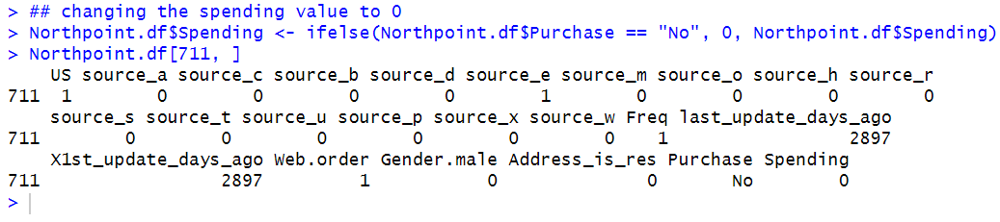 > ## changing the spending value to 0
> Northpoint.df$Spending <- ifelse(Northpoint.df$Purchase == "No", 0, Northpoint.df$Spending)
> Northpoint.df[711, ]
    US source_a source_c source_b source_d source_e source_m source_o source_h source_r
711  1        0        0        0        0        1        0        0        0        0
    source_s source_t source_u source_p source_x source_w Freq last_update_days_ago
711        0        0        0        0        0        0    1                 2897
    X1st_update_days_ago Web.order Gender.male Address_is_res Purchase Spending
711                 2897         1           0              0       No        0
>